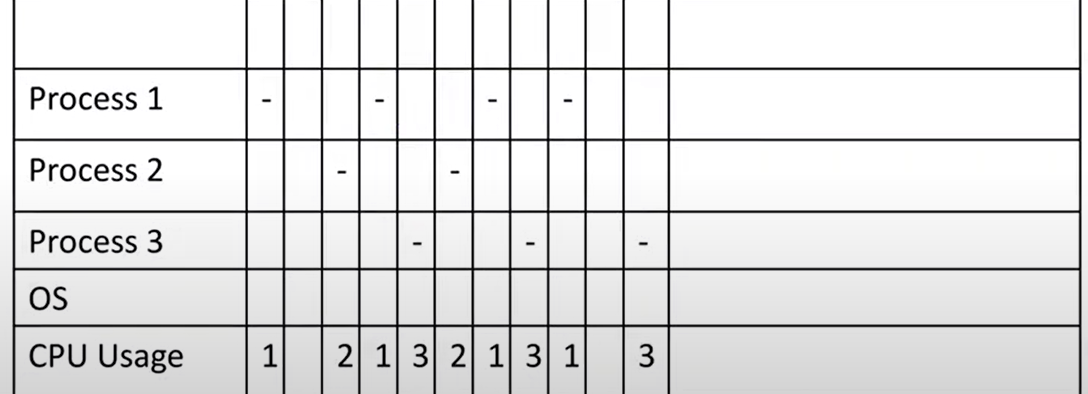 Process 1 - - - -
Process 2 - -
Process 3 - - -
OS
CPU Usage 1 2 1 3 2 1 3 1 3